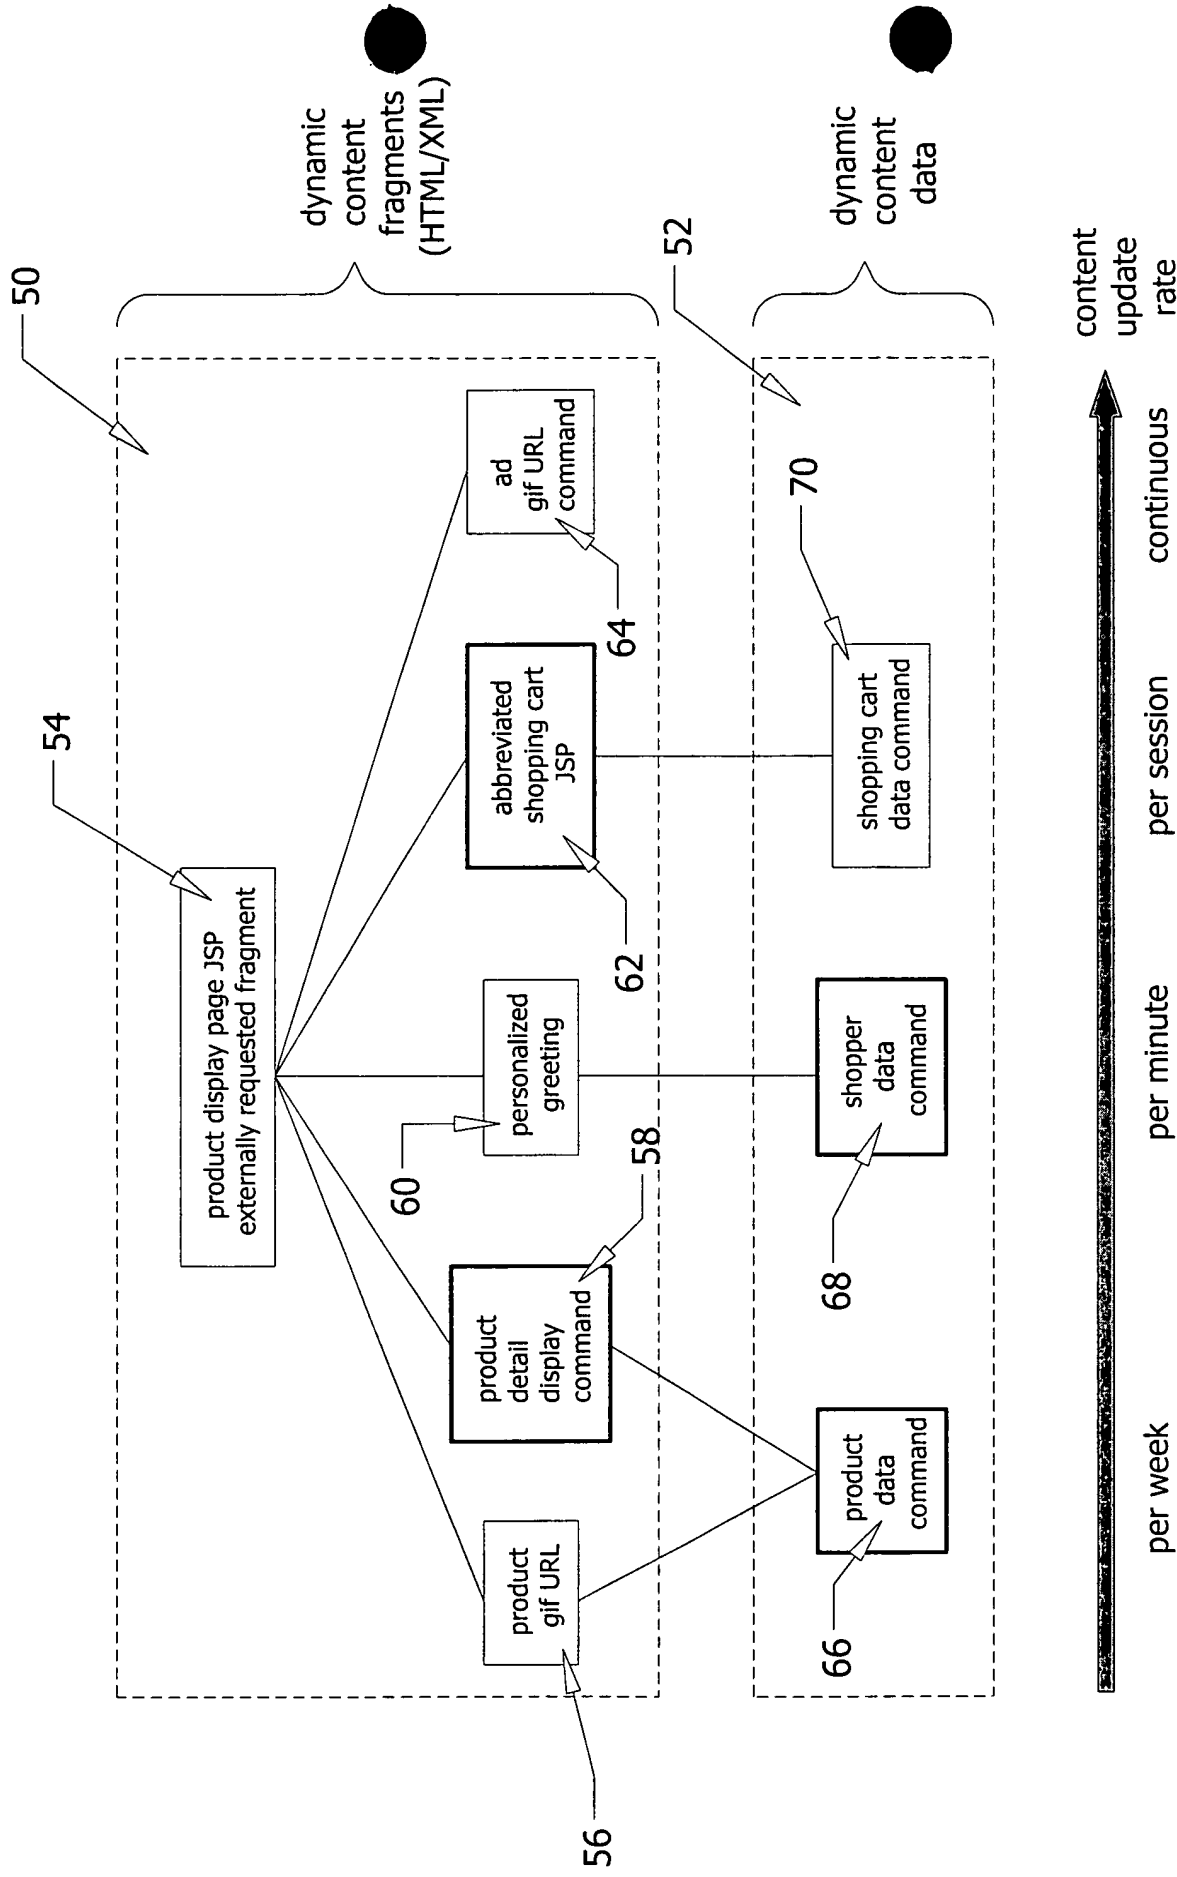 50
54
product display page JSP
externally requested fragment
dynamic
content
fragments
(HTML/XML)
60
64
product
gif URL
56
product
detail
display
command
58
personalized
greeting
abbreviated
shopping cart
JSP
62
ad
gif URL
command
52
product
data
command
66
shopper
data
command
68
shopping cart
data command
70
dynamic
content
data
content
update
rate
per week
per minute
per session
continuous